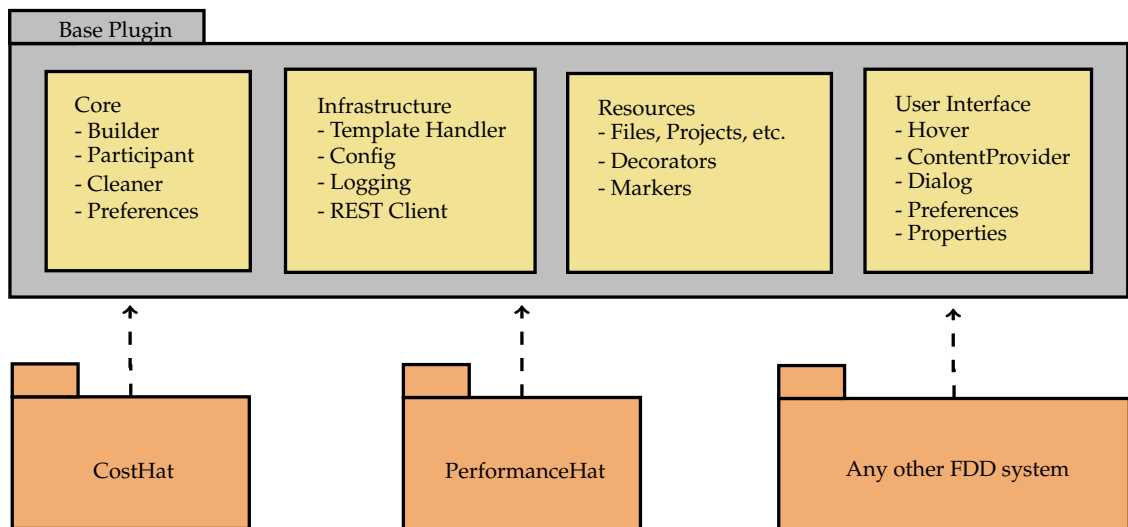 Base Plugin
Core
- Builder
- Participant
- Cleaner
- Preferences
Infrastructure
- Template Handler
- Config
- Logging
- REST Client
Resources
- Files, Projects, etc.
- Decorators
- Markers
User Interface
- Hover
- ContentProvider
- Dialog
- Preferences
- Properties
CostHat
PerformanceHat
Any other FDD system